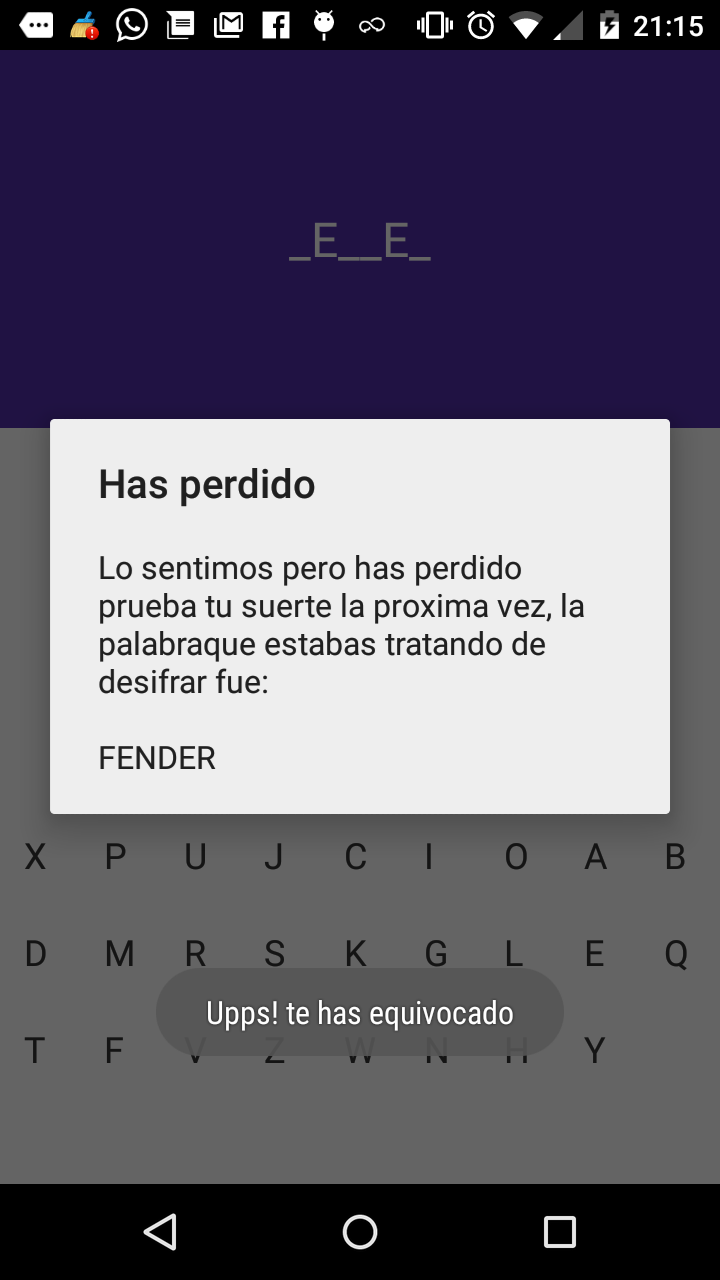 21:15
_E__E_
Has perdido
Lo sentimos pero has perdido
prueba tu suerte la proxima vez, la
palabraque estabas tratando de
desifrar fue:
FENDER
X P U J C I O A B
D M R S K G L E Q
Upps! te has equivocado
T F V Z W N H Y